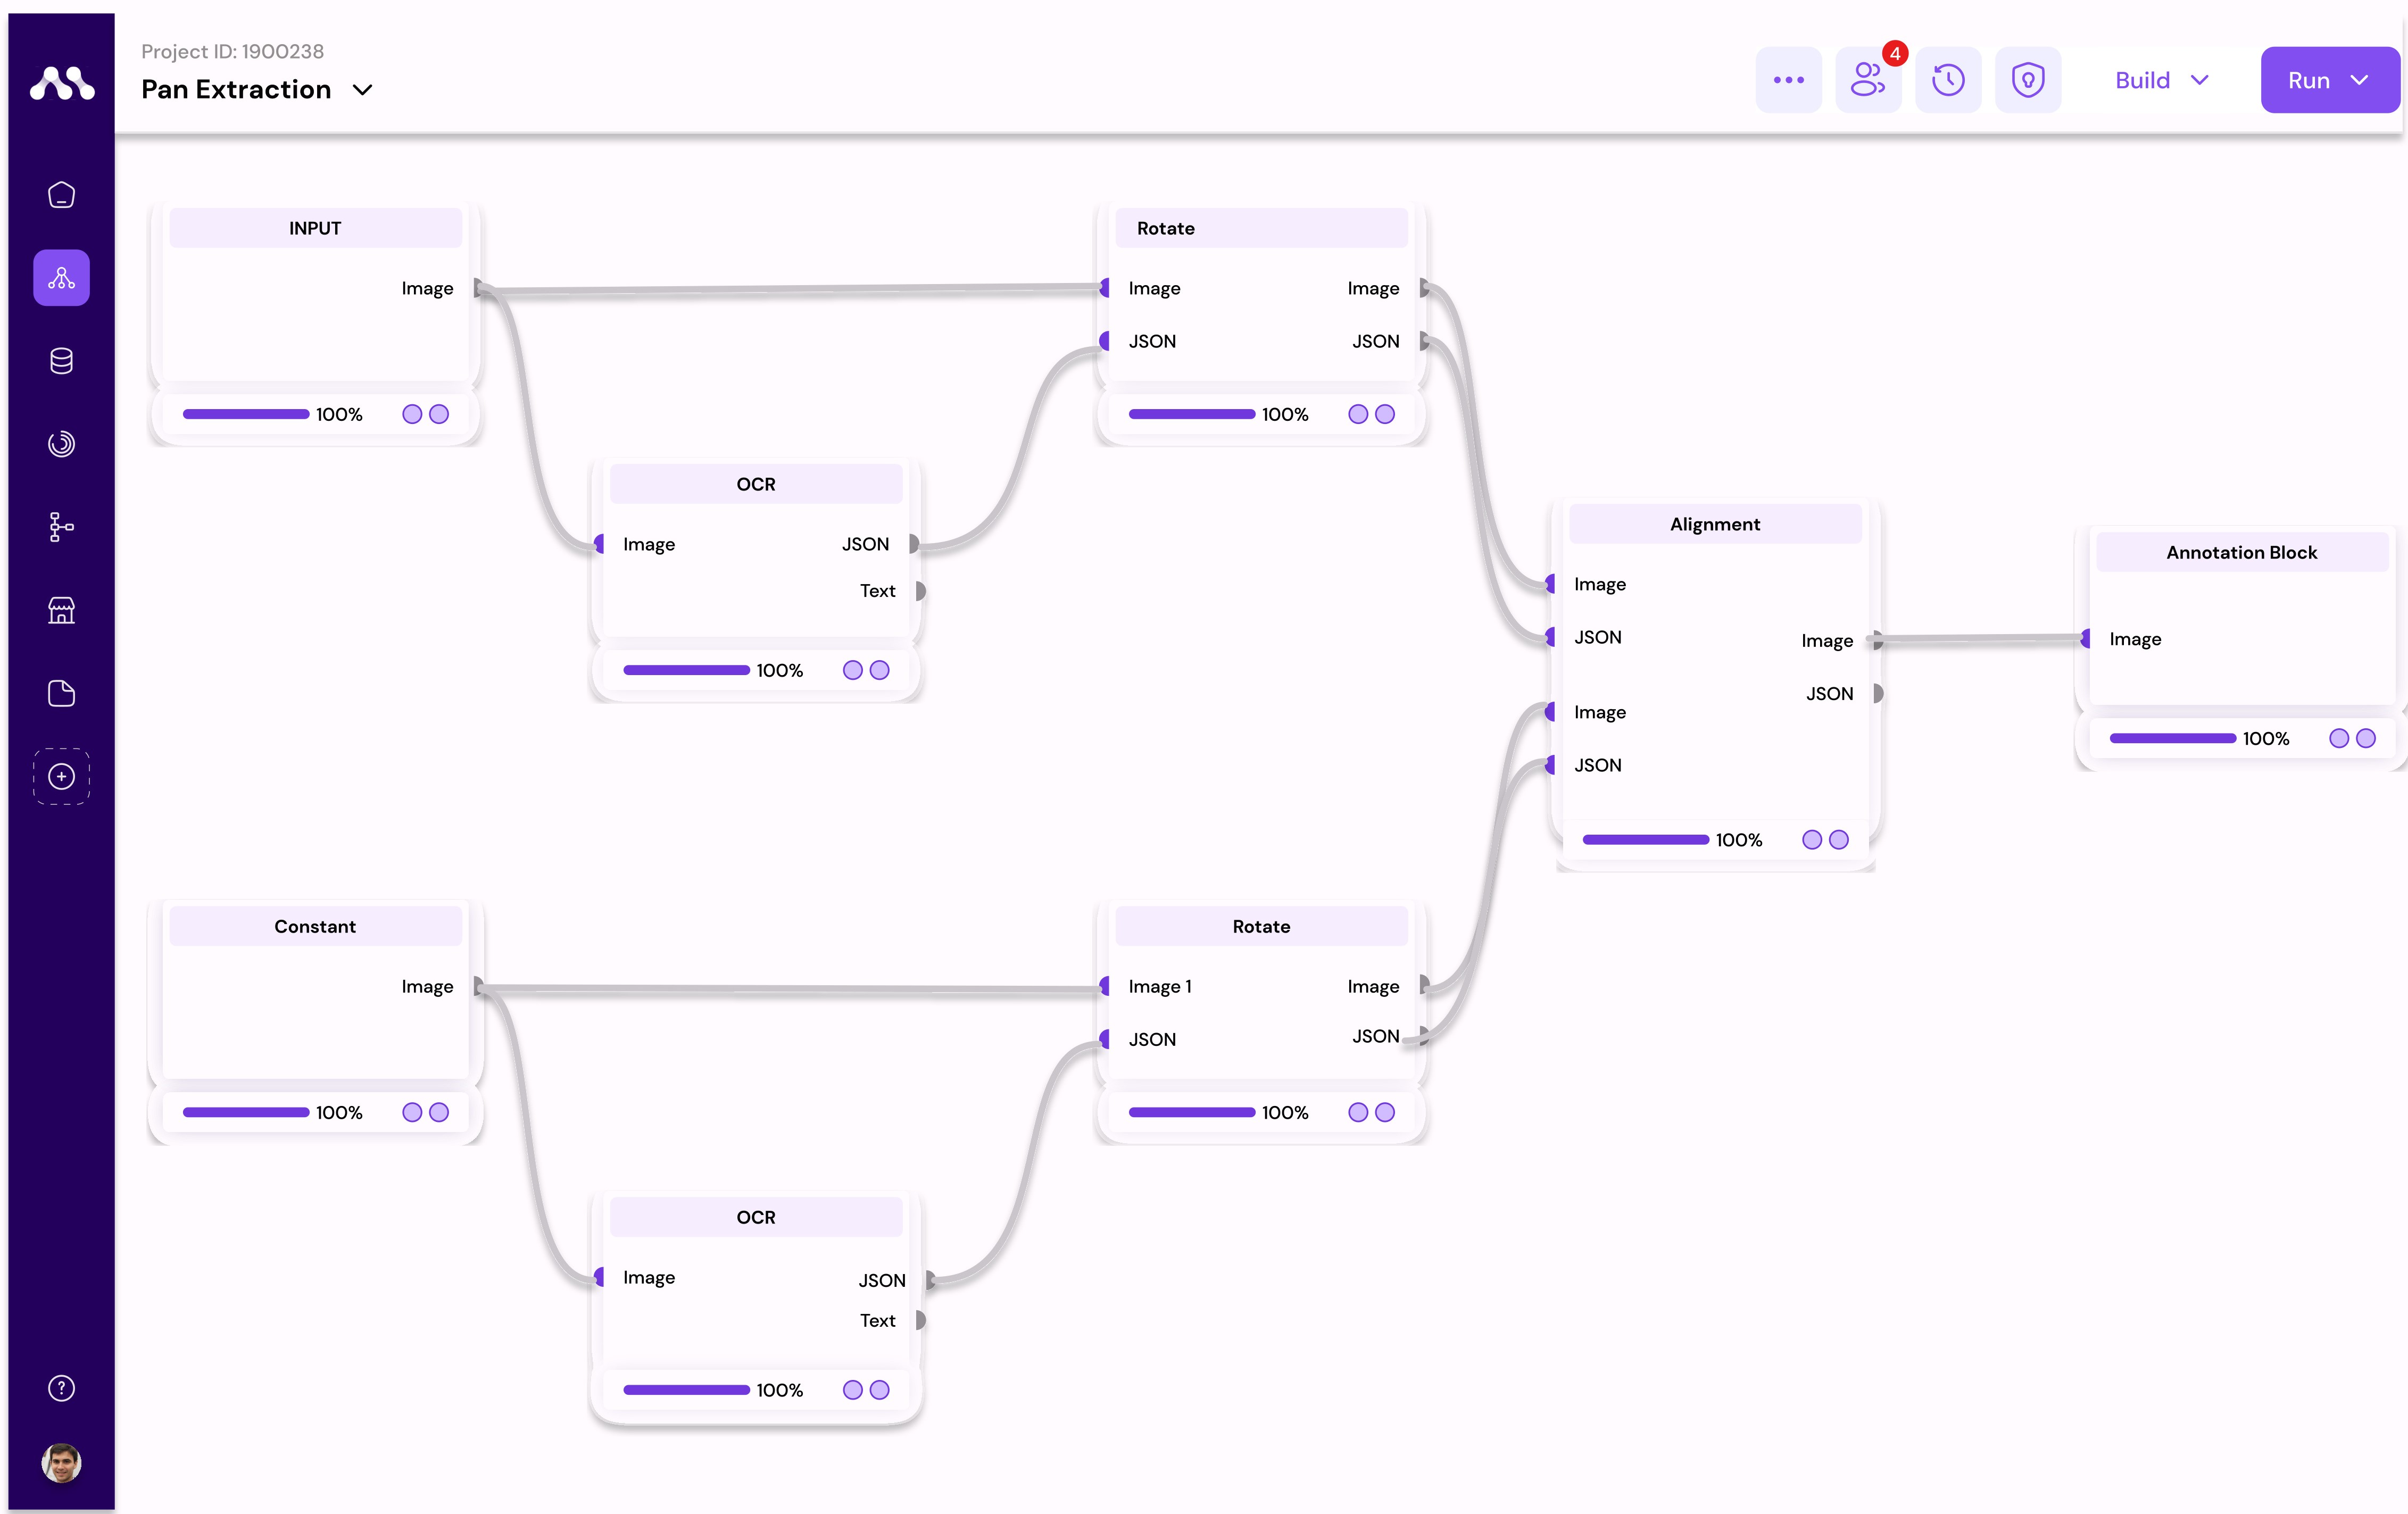 Project ID: 1900238
Pan Extraction
4
Build
Run
INPUT
Image
100%
Rotate
Image
Image
JSON
JSON
100%
OCR
Image
JSON
Text
100%
Alignment
Image
JSON
Image
JSON
Image
JSON
100%
Annotation Block
Image
100%
Constant
Image
100%
Rotate
Image 1
Image
JSON
JSON
100%
OCR
Image
JSON
Text
100%